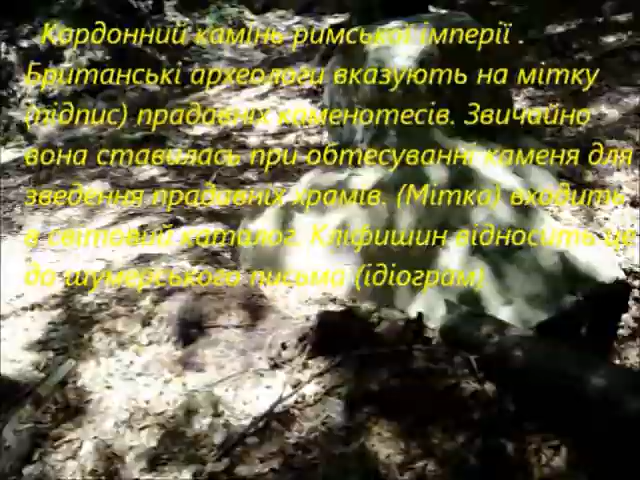 Кордонний камінь римської імперії .
Британські археологи вказують на мітку
(підпис) прадавніх каменотесів. Звичайно
вона ставилась при обтесуванні каменя для
зведення прадавніх храмів. (Мітка) входить
в світовий каталог. Кліфишин відносить це
до шумерського письма (ідіограм)